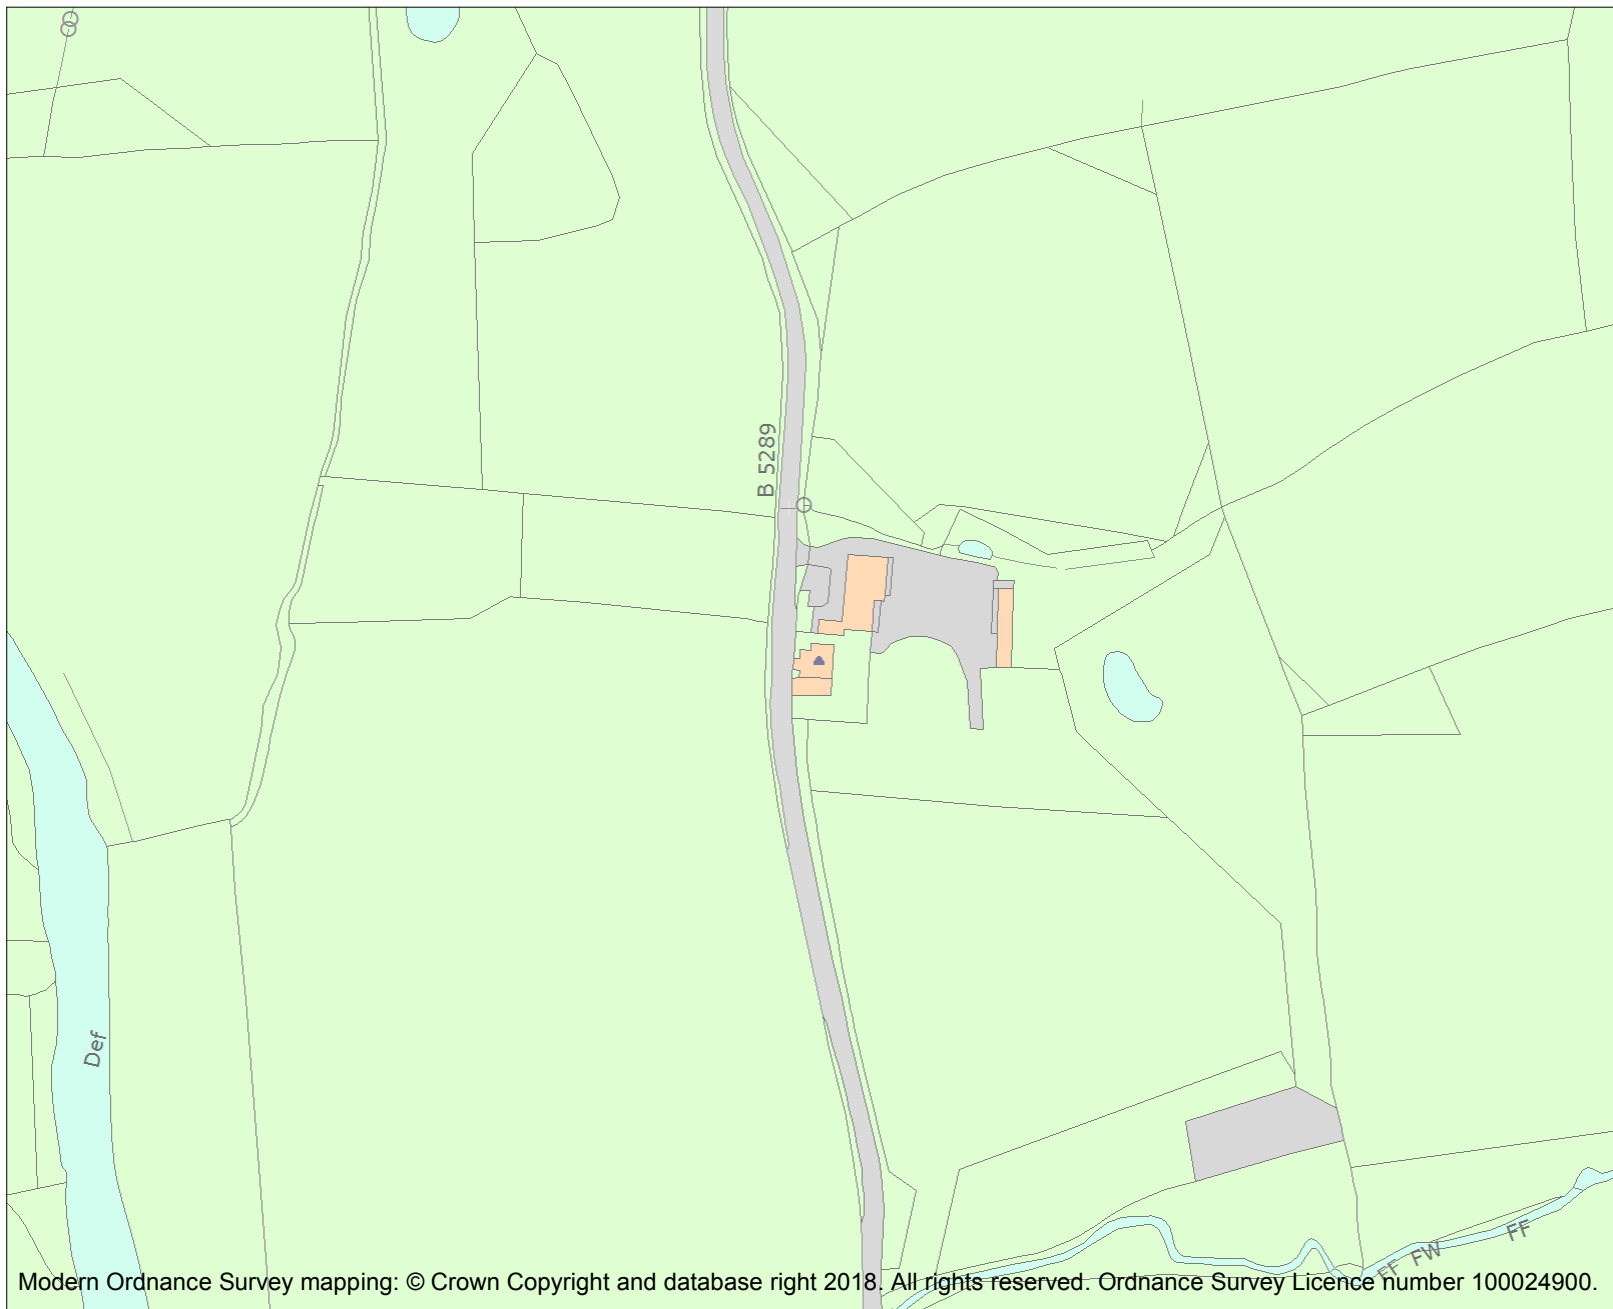 B 5289
Def
FF
FW
FF
Modern Ordnance Survey mapping: © Crown Copyright and database right 2018. All rights reserved. Ordnance Survey Licence number 100024900.